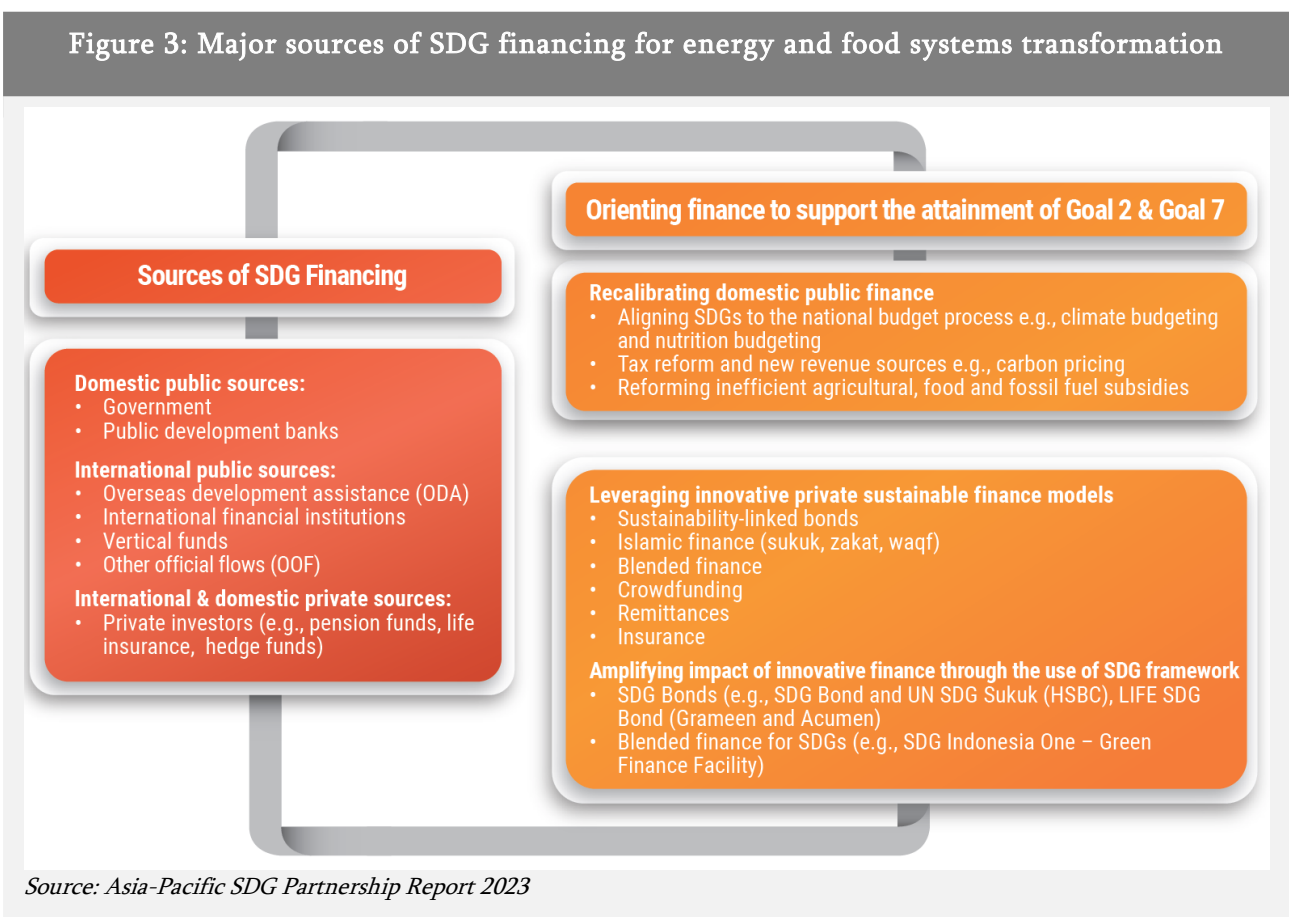 Figure 3: Major sources of SDG financing for energy and food systems transformation
Sources of SDG Financing
Domestic public sources:
• Government
• Public development banks
International public sources:
• Overseas development assistance (ODA)
• International financial institutions
• Vertical funds
• Other official flows (OOF)
International & domestic private sources:
• Private investors (e.g., pension funds, life
insurance, hedge funds)
Orienting finance to support the attainment of Goal 2 & Goal 7
Recalibrating domestic public finance
• Aligning SDGs to the national budget process e.g., climate budgeting
and nutrition budgeting
• Tax reform and new revenue sources e.g., carbon pricing
• Reforming inefficient agricultural, food and fossil fuel subsidies
Leveraging innovative private sustainable finance models
• Sustainability-linked bonds
• Islamic finance (sukuk, zakat, waqf)
• Blended finance
• Crowdfunding
• Remittances
• Insurance
Amplifying impact of innovative finance through the use of SDG framework
• SDG Bonds (e.g., SDG Bond and UN SDG Sukuk (HSBC), LIFE SDG
Bond (Grameen and Acumen)
• Blended finance for SDGs (e.g., SDG Indonesia One – Green
Finance Facility)
Source: Asia-Pacific SDG Partnership Report 2023